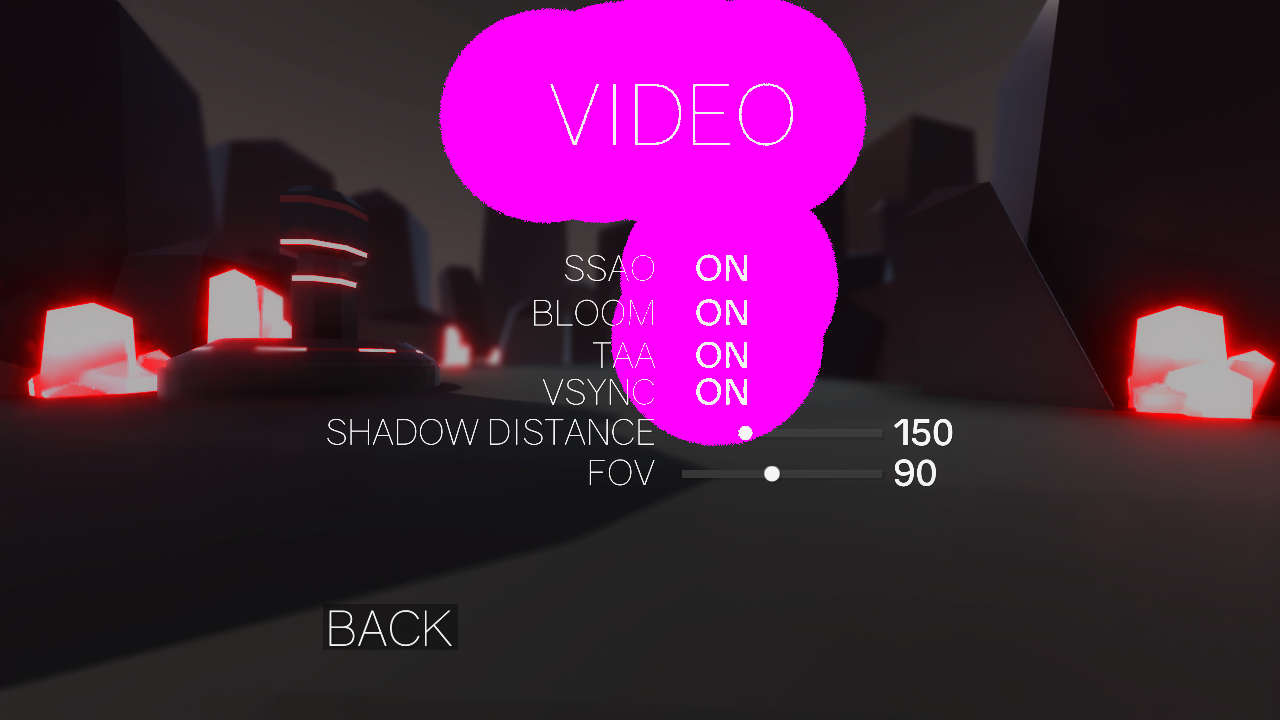 VIDEO
SSAO ON
BLOOM ON
TAA ON
VSYNC ON
SHADOW DISTANCE 150
FOV 90
BACK